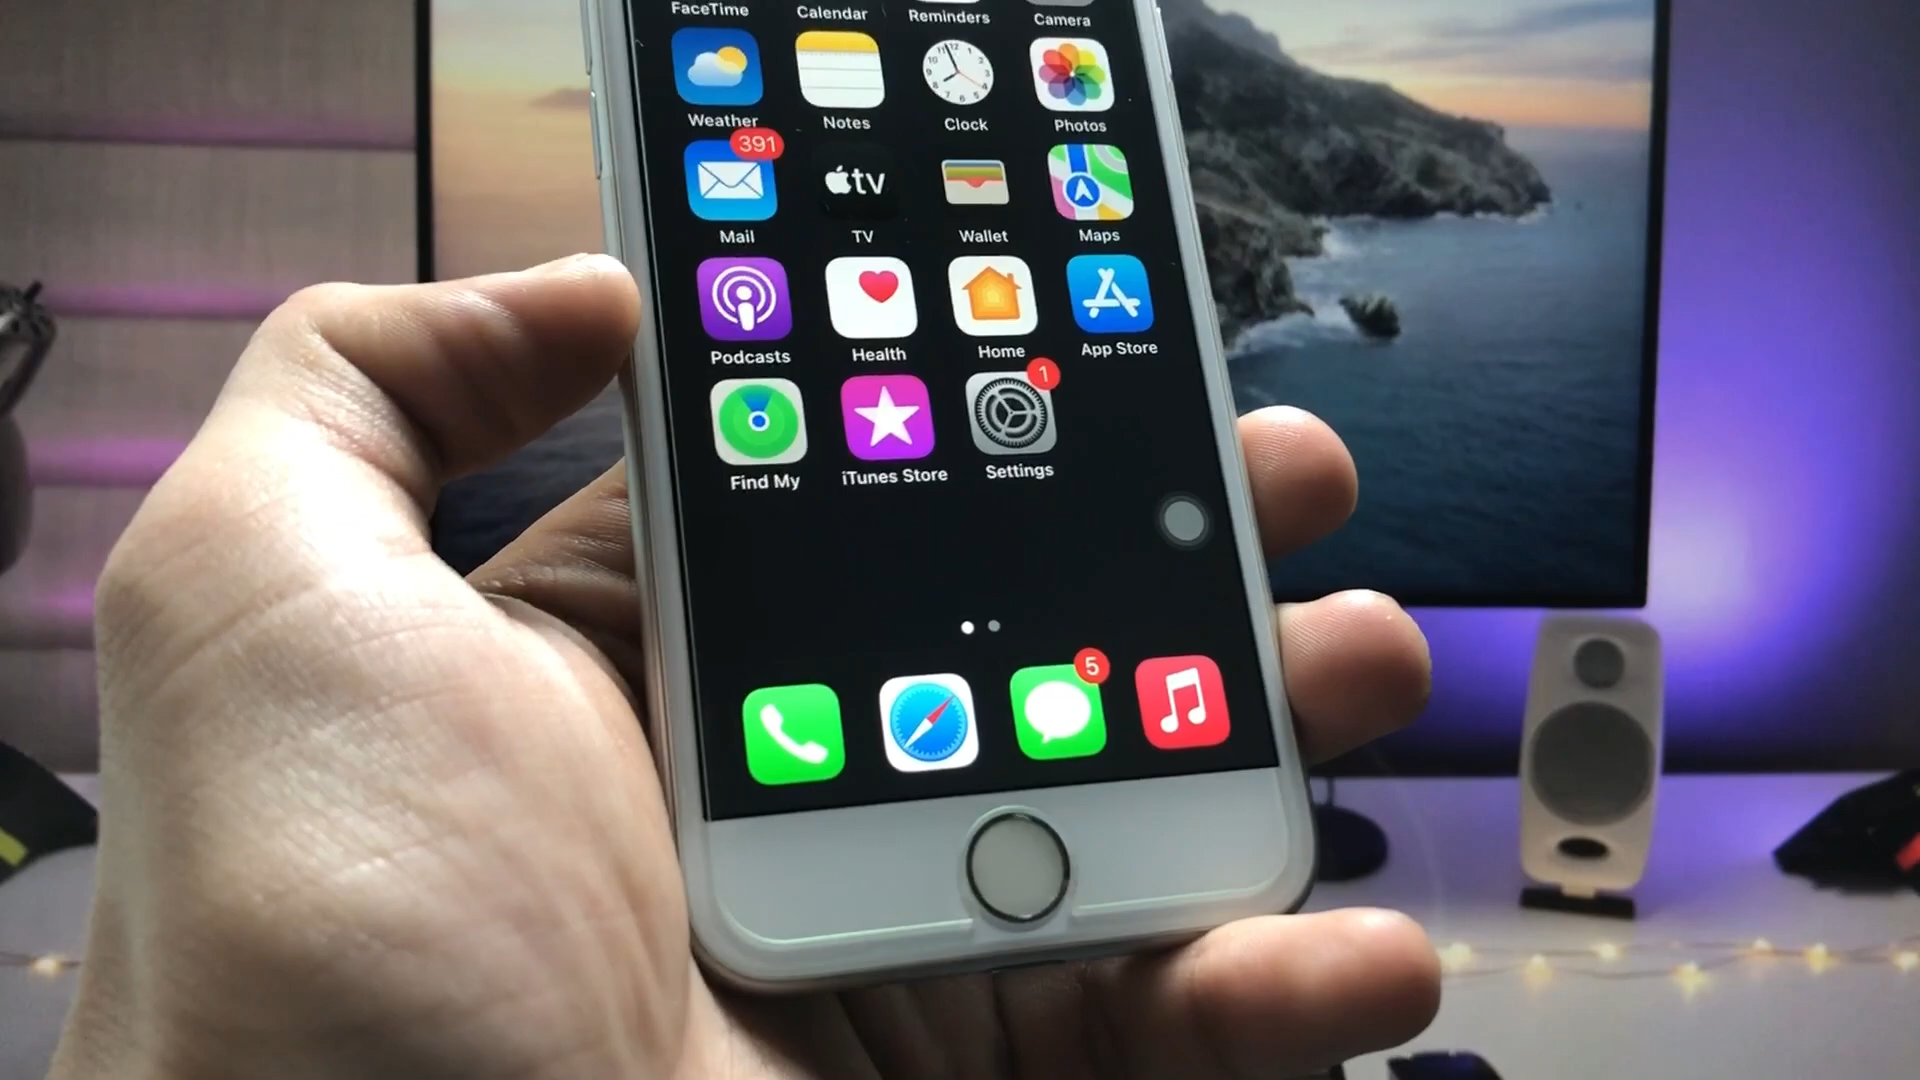 FaceTime Calendar Reminders Camera
Weather Notes Clock Photos
391
tv
Mail TV Wallet Maps
Podcasts Health Home App Store
1
Find My iTunes Store Settings
5